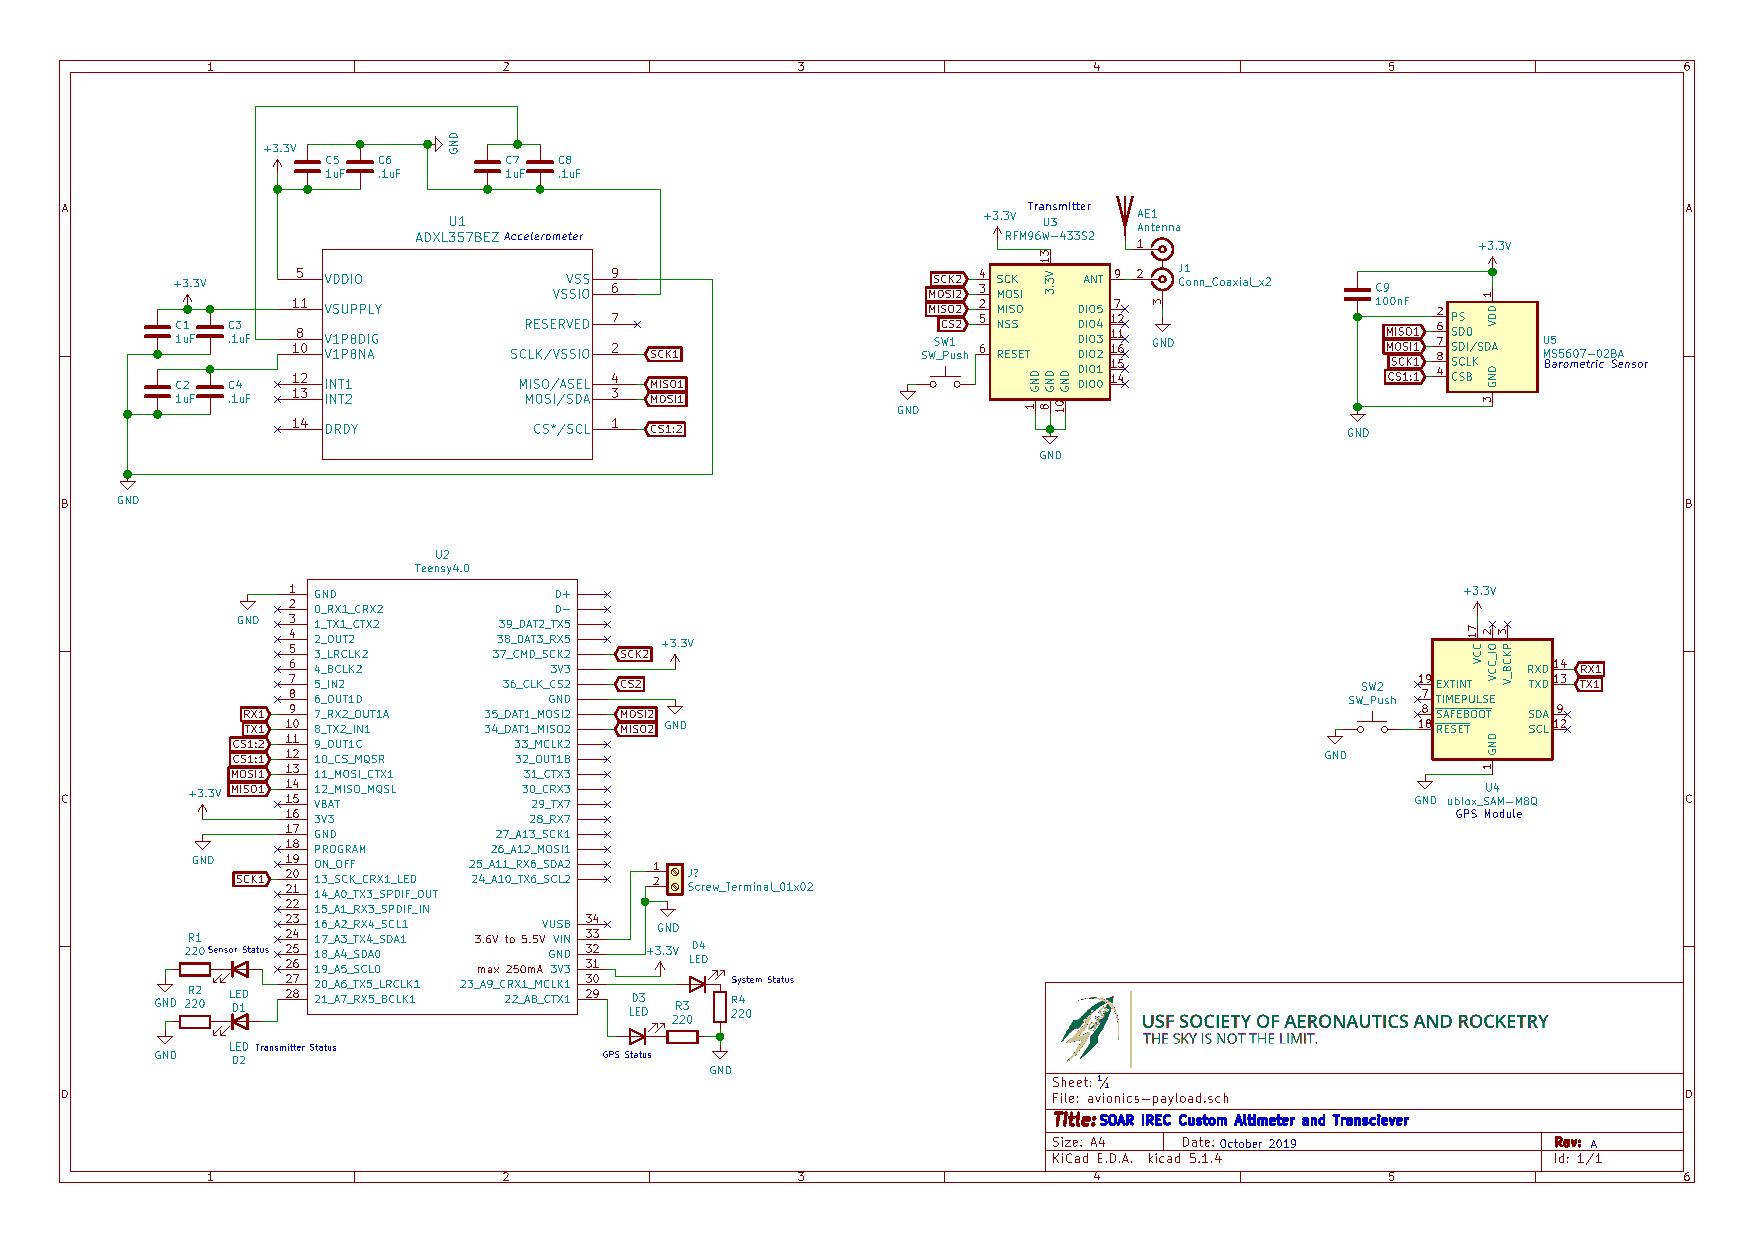 1 2 3 4 5 6
A
B
C
D
+3.3V
C5
1uF
C6
.1uF
GND
C7
1uF
C8
.1uF
U1
ADXL357BEZ Accelerometer
5 VDDIO
11 VSUPPLY
8 V1P8DIG
10 V1P8NA
12 INT1
13 INT2
14 DRDY
VSS 9
VSSIO 6
RESERVED 7
SCLK/VSSIO 2 SCK1
MISO/ASEL 4 MISO1
MOSI/SDA 3 MOSI1
CS*/SCL 1 CS1:2
+3.3V
C1
1uF
C3
.1uF
C2
1uF
C4
.1uF
GND
Transmitter
+3.3V
U3
RFM96W-433S2
AE1
Antenna
J1
Conn_Coaxial_x2
1
2
3
GND
SCK2 4 SCK
MOSI2 3 MOSI
MISO2 2 MISO
CS2 5 NSS
6 RESET
13 3.3V
ANT 9
DIO5 7
DIO4 12
DIO3 11
DIO2 16
DIO1 15
DIO0 14
GND GND GND
1 8 10
GND
SW1
SW_Push
GND
+3.3V
C9
100nF
1 VDD
2 PS
MISO1 6 SDO
MOSI1 7 SDI/SDA
SCK1 8 SCLK
CS1:1 4 CSB
GND 3
U5
MS5607-02BA
Barometric Sensor
GND
U2
Teensy4.0
GND
1 GND
2 0_RX1_CRX2
3 1_TX1_CTX2
4 2_OUT2
5 3_LRCLK2
6 4_BCLK2
7 5_IN2
8 6_OUT1D
RX1 9 7_RX2_OUT1A
TX1 10 8_TX2_IN1
CS1:2 11 9_OUT1C
CS1:1 12 10_CS_MQSR
MOSI1 13 11_MOSI_CTX1
MISO1 14 12_MISO_MQSL
15 VBAT
+3.3V 16 3V3
17 GND
GND
18 PROGRAM
19 ON_OFF
SCK1 20 13_SCK_CRX1_LED
21 14_A0_TX3_SPDIF_OUT
22 15_A1_RX3_SPDIF_IN
23 16_A2_RX4_SCL1
24 17_A3_TX4_SDA1
25 18_A4_SDA0
26 19_A5_SCL0
27 20_A6_TX5_LRCLK1
28 21_A7_RX5_BCLK1
D+
D-
39_DAT2_TX5
38_DAT3_RX5
37_CMD_SCK2 SCK2
3V3 +3.3V
36_CLK_CS2 CS2
GND
GND
35_DAT1_MOSI2 MOSI2
34_DAT1_MISO2 MISO2
33_MCLK2
32_OUT1B
31_CTX3
30_CRX3
29_TX7
28_RX7
27_A13_SCK1
26_A12_MOSI1
25_A11_RX6_SDA2
24_A10_TX6_SCL2
VUSB 34
3.6V to 5.5V VIN 33
GND 32
max 250mA 3V3 31
23_A9_CRX1_MCLK1 30
22_A8_CTX1 29
1
2
J?
Screw_Terminal_01x02
GND
+3.3V
D4
LED
System Status
R4
220
D3
LED
R3
220
GPS Status
GND
R1
220
Sensor Status
GND
LED
D1
R2
220
GND
LED
D2
Transmitter Status
+3.3V
17 VCC
2 VCC_IO
3 V_BCKP
RXD 14 RX1
TXD 13 TX1
19 EXTINT
7 TIMEPULSE
8 SAFEBOOT
18 RESET
SDA 9
SCL 12
GND 1
SW2
SW_Push
GND
GND
U4
ublox_SAM-M8Q
GPS Module
USF SOCIETY OF AERONAUTICS AND ROCKETRY
THE SKY IS NOT THE LIMIT.
Sheet: 1/1
File: avionics-payload.sch
Title: SOAR IREC Custom Altimeter and Transciever
Size: A4 Date: October 2019 Rev: A
KiCad E.D.A. kicad 5.1.4 Id: 1/1
1 2 3 4 5 6
A
B
C
D